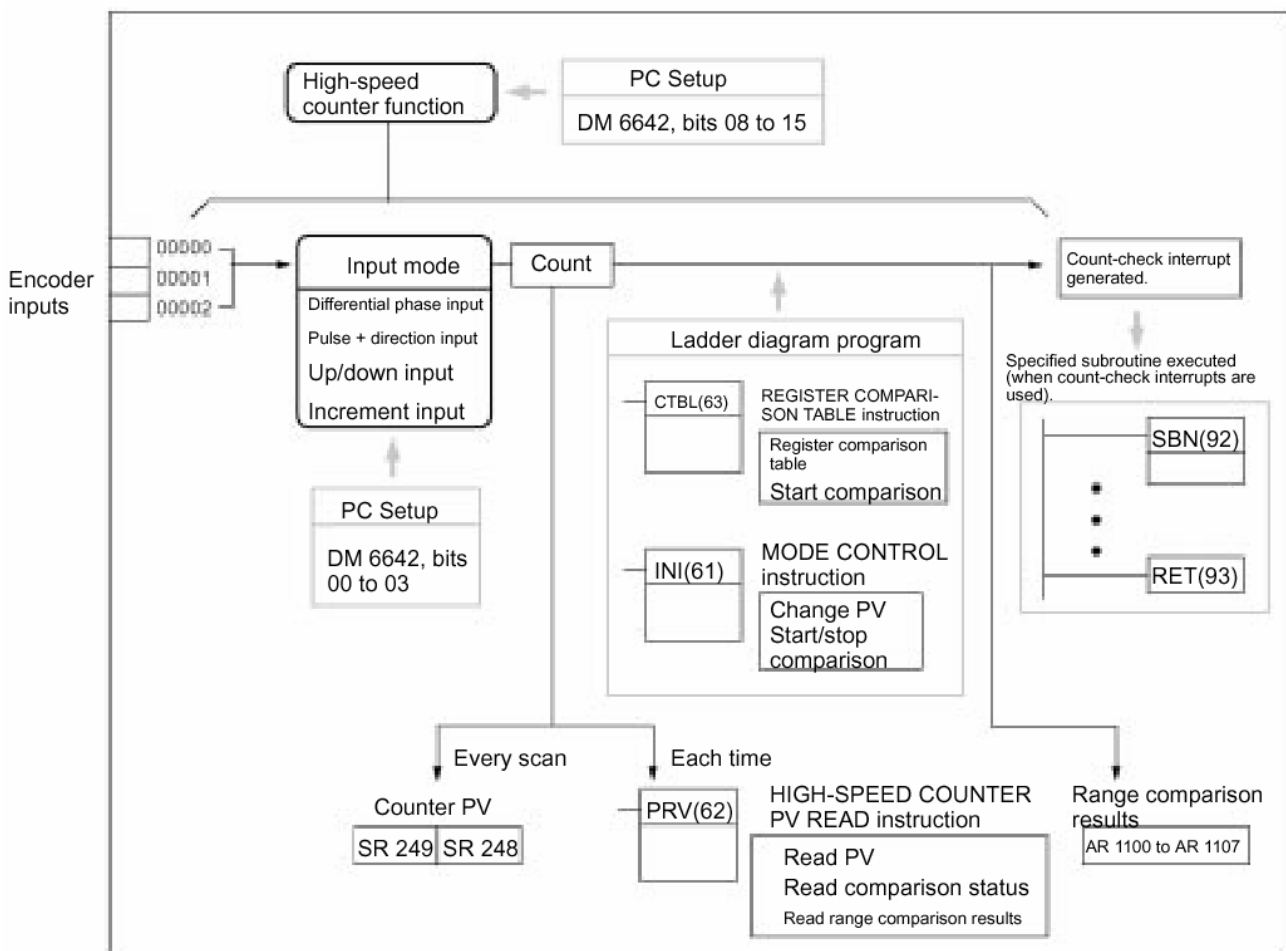 High-speed
counter function
PC Setup
DM 6642, bits 08 to 15
Encoder
inputs
00000
00001
00002
Input mode
Differential phase input
Pulse + direction input
Up/down input
Increment input
Count
Count-check interrupt
generated.
PC Setup
DM 6642, bits
00 to 03
Ladder diagram program
CTBL(63)
REGISTER COMPARI-
SON TABLE instruction
Register comparison
table
Start comparison
INI(61)
MODE CONTROL
instruction
Change PV
Start/stop
comparison
Specified subroutine executed
(when count-check interrupts are
used).
SBN(92)
RET(93)
Every scan
Counter PV
SR 249 SR 248
Each time
PRV(62)
HIGH-SPEED COUNTER
PV READ instruction
Read PV
Read comparison status
Read range comparison results
Range comparison
results
AR 1100 to AR 1107